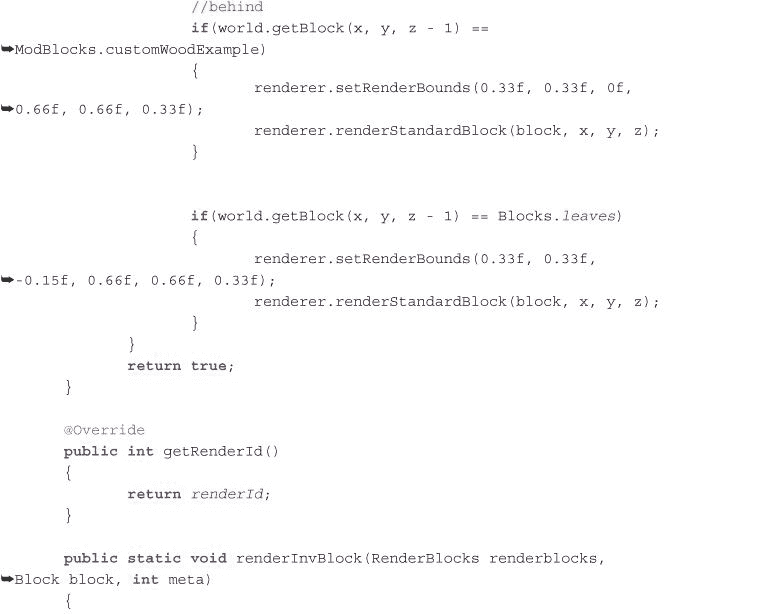 //behind
if(world.getBlock(x, y, z - 1) ==
➥ModBlocks.customWoodExample)
{
renderer.setRenderBounds(0.33f, 0.33f, 0f,
➥0.66f, 0.66f, 0.33f);
renderer.renderStandardBlock(block, x, y, z);
}
if(world.getBlock(x, y, z - 1) == Blocks.leaves)
{
renderer.setRenderBounds(0.33f, 0.33f,
➥-0.15f, 0.66f, 0.66f, 0.33f);
renderer.renderStandardBlock(block, x, y, z);
}
}
return true;
}
@Override
public int getRenderId()
{
return renderId;
}
public static void renderInvBlock(RenderBlocks renderblocks,
➥Block block, int meta)
{